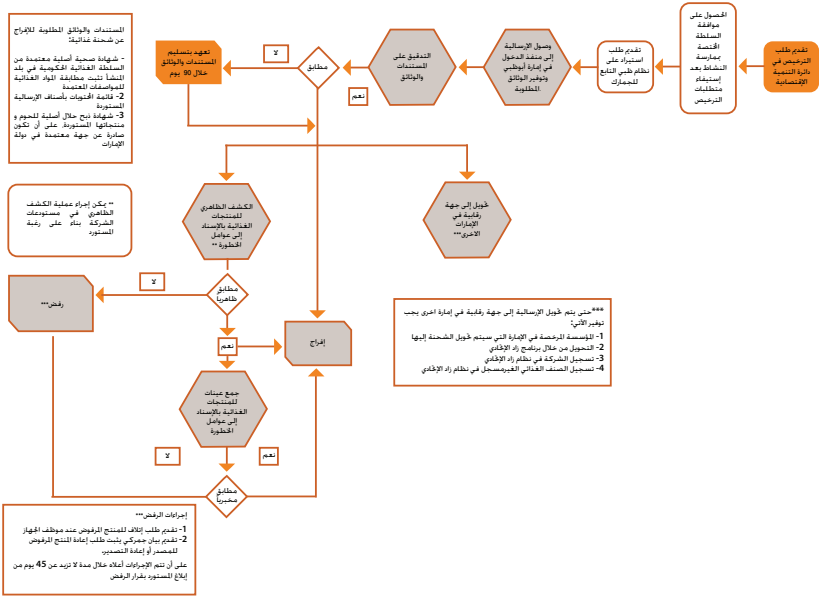 تقديم طلب
الترخيص في
دائرة التنمية
الإقتصادية
الحصول على
موافقة
السلطة
المختصة
بممارسة
النشاط بعد
إستيفاء
متطلبات
الترخيص
تقديم طلب
استيراد على
نظام ظبي التابع
للجمارك
وصول الإرسالية
إلى منفذ الدخول
في إمارة أبوظبي
وتوفير الوثائق
المطلوبة.
التدقيق على
المستندات
والوثائق
نعم
مطابق
لا
تعهد بتسليم
المستندات والوثائق
خلال 90 يوم
المستندات والوثائق المطلوبة للإفراج
عن شحنة غذائية:
- شهادة صحية أصلية معتمدة من
السلطة الغذائية الحكومية في بلد
المنشأ تثبت مطابقة المواد الغذائية
للمواصفات المعتمدة
2- قائمة المحتويات بأصناف الإرسالية
المستوردة
3- شهادة ذبح حلال أصلية للحوم و
منتجاتها المستوردة. على أن تكون
صادرة عن جهة معتمدة في دولة
الإمارات
تحويل إلى جهة
رقابية في
الإمارات
الاخرى***
الكشف الظاهري
للمنتجات
الغذائية بالإسناد
إلى عوامل
الخطورة **
** يمكن إجراء عملية الكشف
الظاهري في مستودعات
الشركة بناء على رغبة
المستورد
مطابق
ظاهرياً
لا
رفض***
نعم
إفراج
***حتى يتم تحويل الإرسالية إلى جهة رقابية في إمارة اخرى يجب
توفير الآتي:
1- المؤسسة المرخصة في الإمارة التي سيتم تحويل الشحنة إليها
2- التحويل من خلال برنامج زاد الإتحادي
3- تسجيل الشركة في نظام زاد الإتحادي
4- تسجيل الصنف الغذائي الغيرمسجل في نظام زاد الإتحادي
جمع عينات
للمنتجات
الغذائية بالإسناد
إلى عوامل
الخطورة
نعم
لا
مطابق
مخبرياً
إجراءات الرفض***
1- تقديم طلب إتلاف للمنتج المرفوض عند موظف الجهاز
2- تقديم بيان جمركي يثبت طلب إعادة المنتج المرفوض
للمصدر أو إعادة التصدير.
على أن تتم الإجراءات أعلاه خلال مدة لا تزيد عن 45 يوم من
إبلاغ المستورد بقرار الرفض